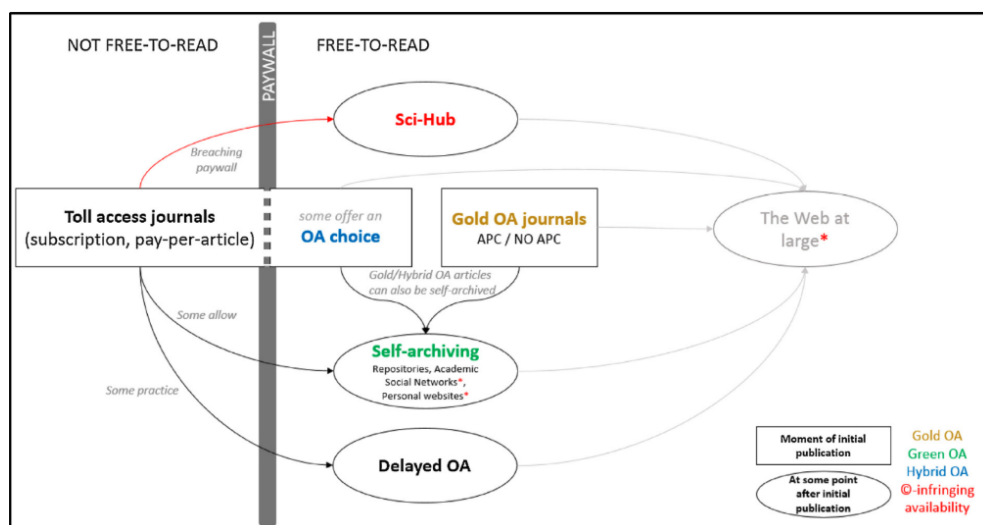 NOT FREE-TO-READ
PAYWALL
FREE-TO-READ
Sci-Hub
Breaching
paywall
Toll access journals
(subscription, pay-per-article)
some offer an
OA choice
Gold OA journals
APC / NO APC
The Web at
large*
Gold/Hybrid OA articles
can also be self-archived
Some allow
Self-archiving
Repositories, Academic
Social Networks*,
Personal websites*
Some practice
Delayed OA
Moment of initial
publication
At some point
after initial
publication
Gold OA
Green OA
Hybrid OA
©-infringing
availability